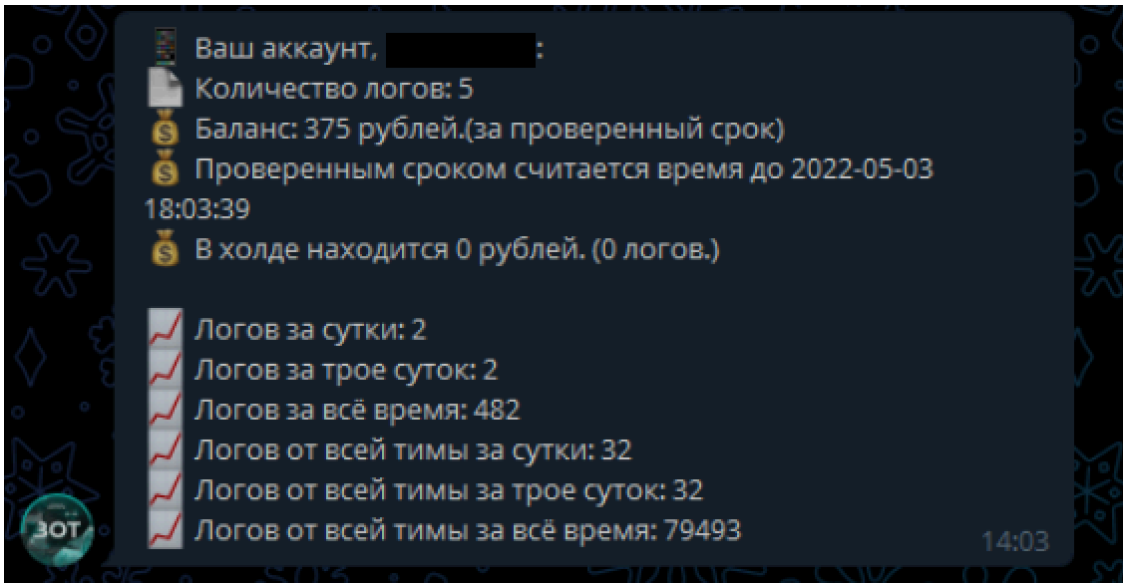 Ваш аккаунт, :
Количество логов: 5
Баланс: 375 рублей.(за проверенный срок)
Проверенным сроком считается время до 2022-05-03
18:03:39
В холде находится 0 рублей. (0 логов.)
Логов за сутки: 2
Логов за трое суток: 2
Логов за всё время: 482
Логов от всей тимы за сутки: 32
Логов от всей тимы за трое суток: 32
Логов от всей тимы за всё время: 79493
14:03
ЗОТ